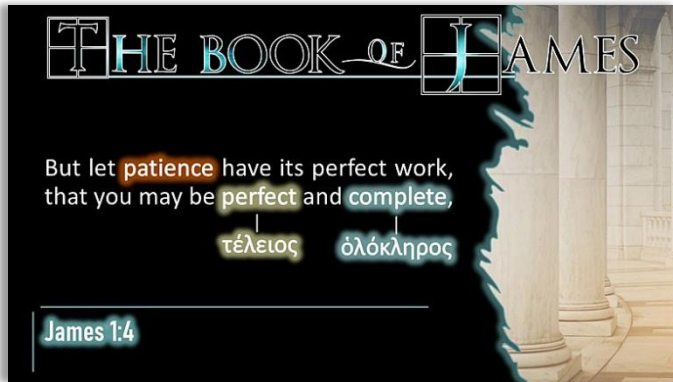 THE BOOK OF JAMES
But let patience have its perfect work,
that you may be perfect and complete,
τέλειος ὁλόκληρος
James 1:4